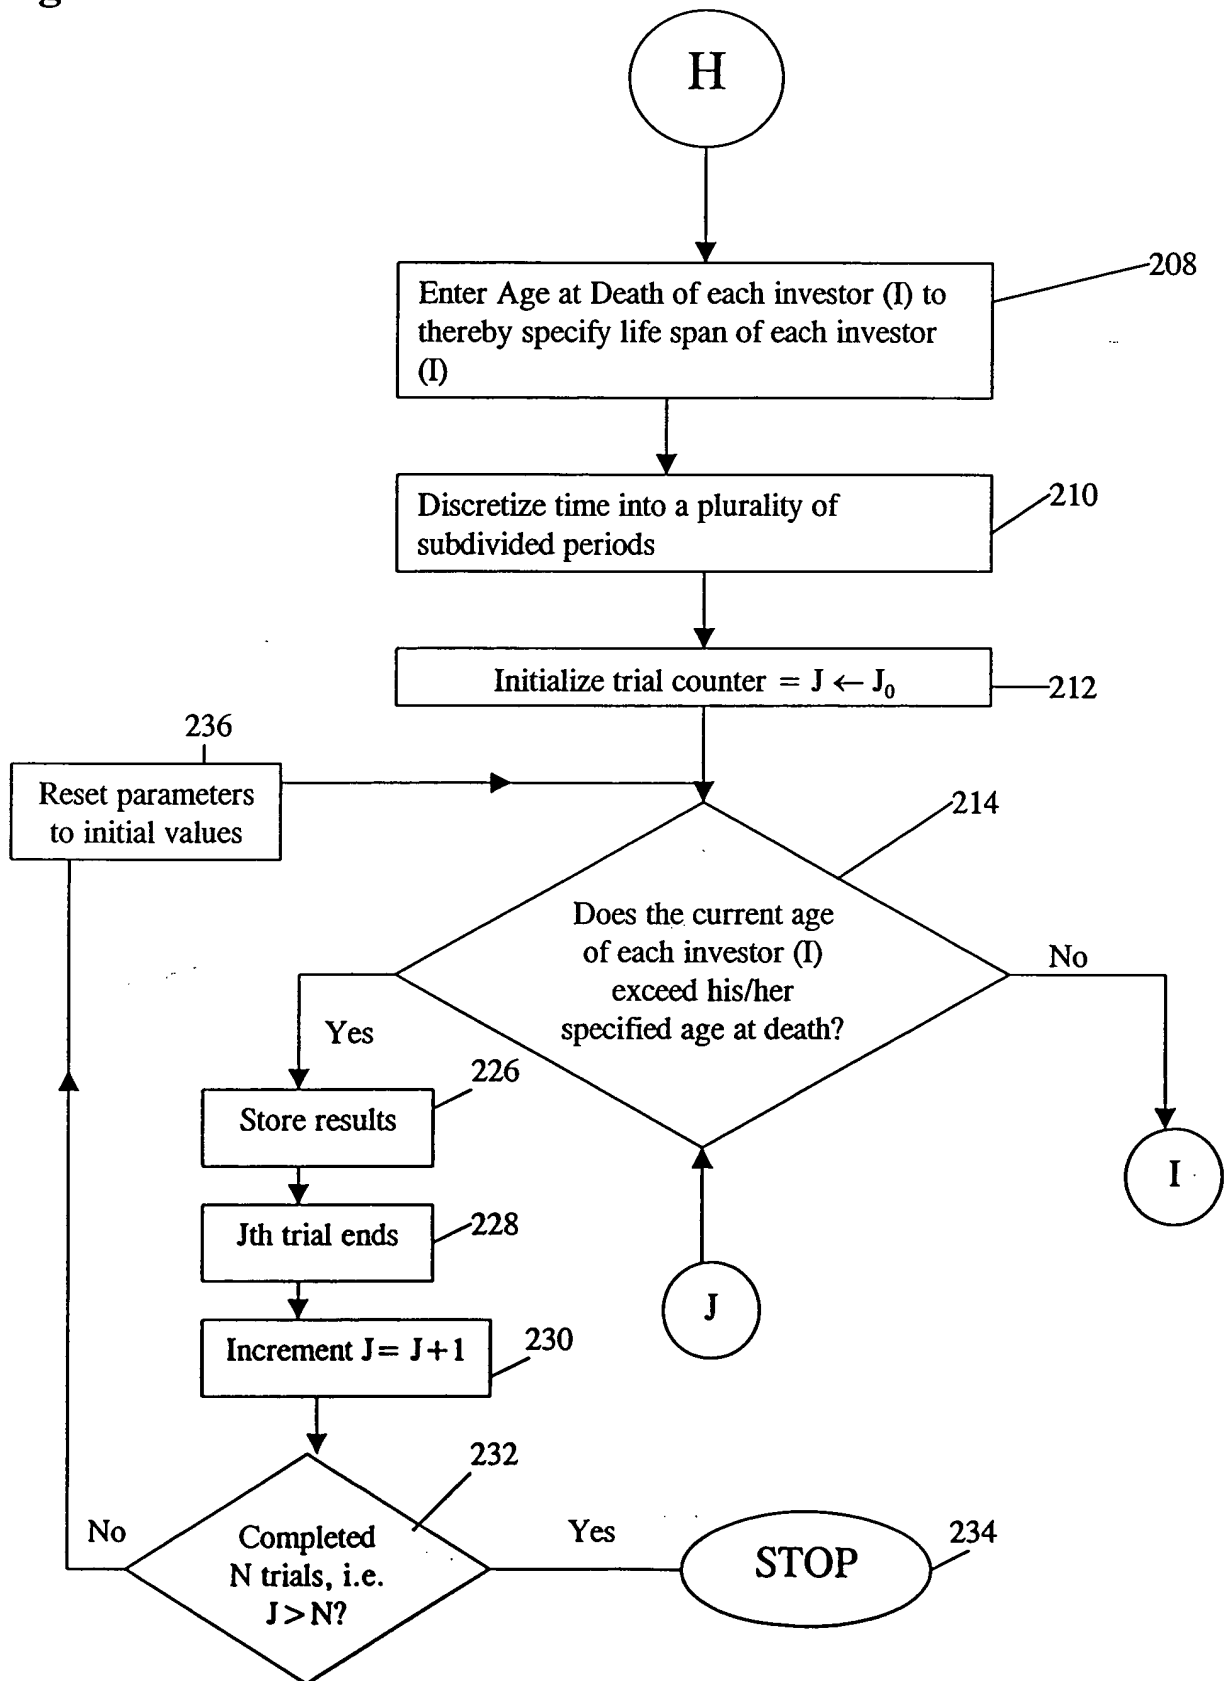 H
208
Enter Age at Death of each investor (I) to
thereby specify life span of each investor
(I)
210
Discretize time into a plurality of
subdivided periods
Initialize trial counter = J ← J₀
212
236
Reset parameters
to initial values
214
Does the current age
of each investor (I)
exceed his/her
specified age at death?
No
Yes
226
Store results
I
228
Jth trial ends
J
Increment J= J+1
230
232
No
Completed
N trials, i.e.
J>N?
Yes
STOP
234